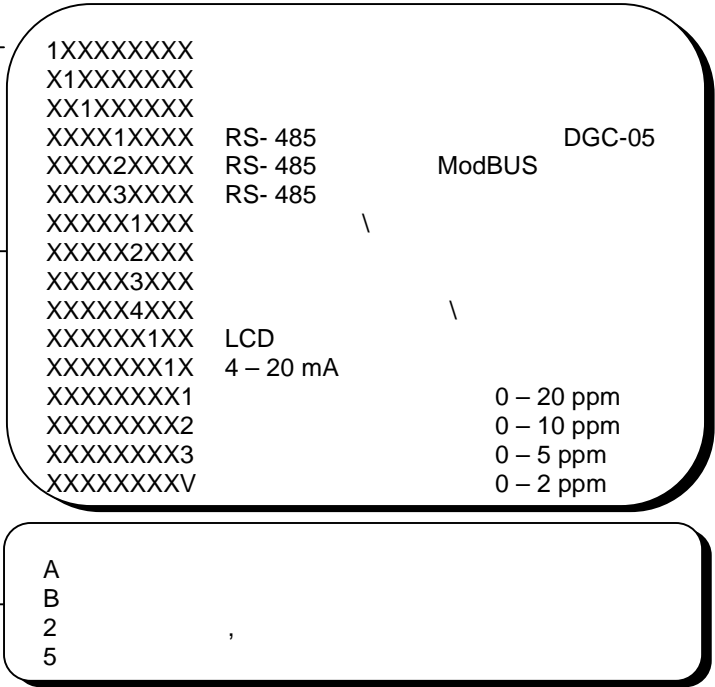 1XXXXXXXX
X1XXXXXXX
XX1XXXXXX
XXXX1XXXX RS- 485 DGC-05
XXXX2XXXX RS- 485 ModBUS
XXXX3XXXX RS- 485
XXXXX1XXX \
XXXXX2XXX
XXXXX3XXX
XXXXX4XXX \
XXXXXX1XX LCD
XXXXXXX1X 4 – 20 mA
XXXXXXXX1 0 – 20 ppm
XXXXXXXX2 0 – 10 ppm
XXXXXXXX3 0 – 5 ppm
XXXXXXXXV 0 – 2 ppm
A
B
2 ,
5